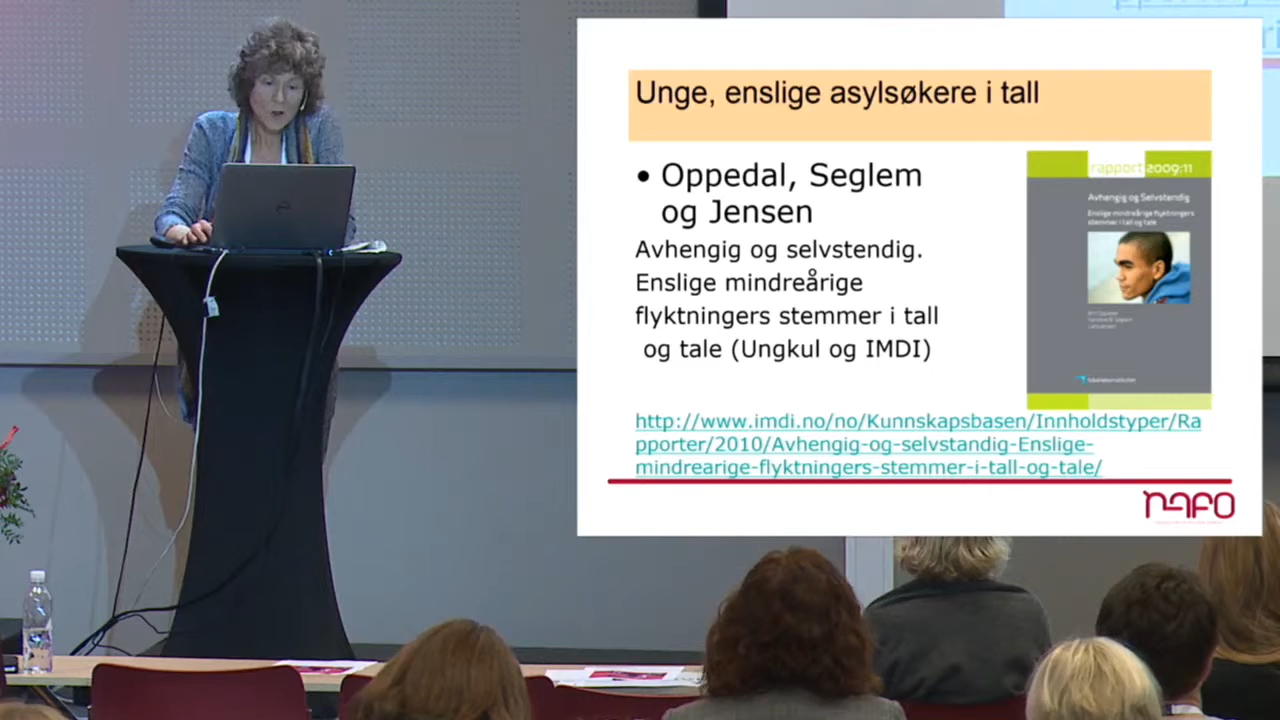 Unge, enslige asylsøkere i tall
• Oppedal, Seglem
og Jensen
Avhengig og selvstendig.
Enslige mindreårige
flyktningers stemmer i tall
og tale (Ungkul og IMDI)
rapport 2009:11
Avhengig og Selvstendig
Enslige mindreårige flyktningers
stemmer i tall og tale
http://www.imdi.no/no/Kunnskapsbasen/Innholdstyper/Ra
pporter/2010/Avhengig-og-selvstandig-Enslige-
mindrearige-flyktningers-stemmer-i-tall-og-tale/
NAFO